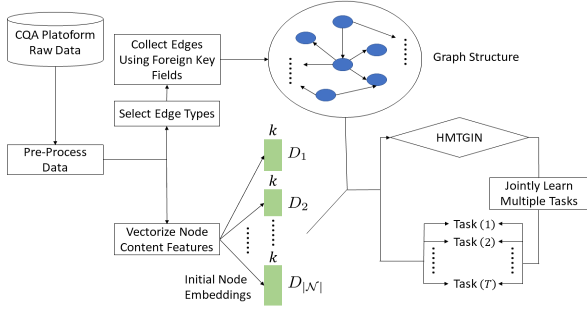 CQA Platoform
Raw Data
Collect Edges
Using Foreign Key
Fields
Graph Structure
Select Edge Types
HMTGIN
Pre-Process
Data
k
D₁
Jointly Learn
Multiple Tasks
k
D₂
Vectorize Node
Content Features
Task (1)
Task (2)
Task (T)
k
Initial Node
Embeddings
D|𝒩|